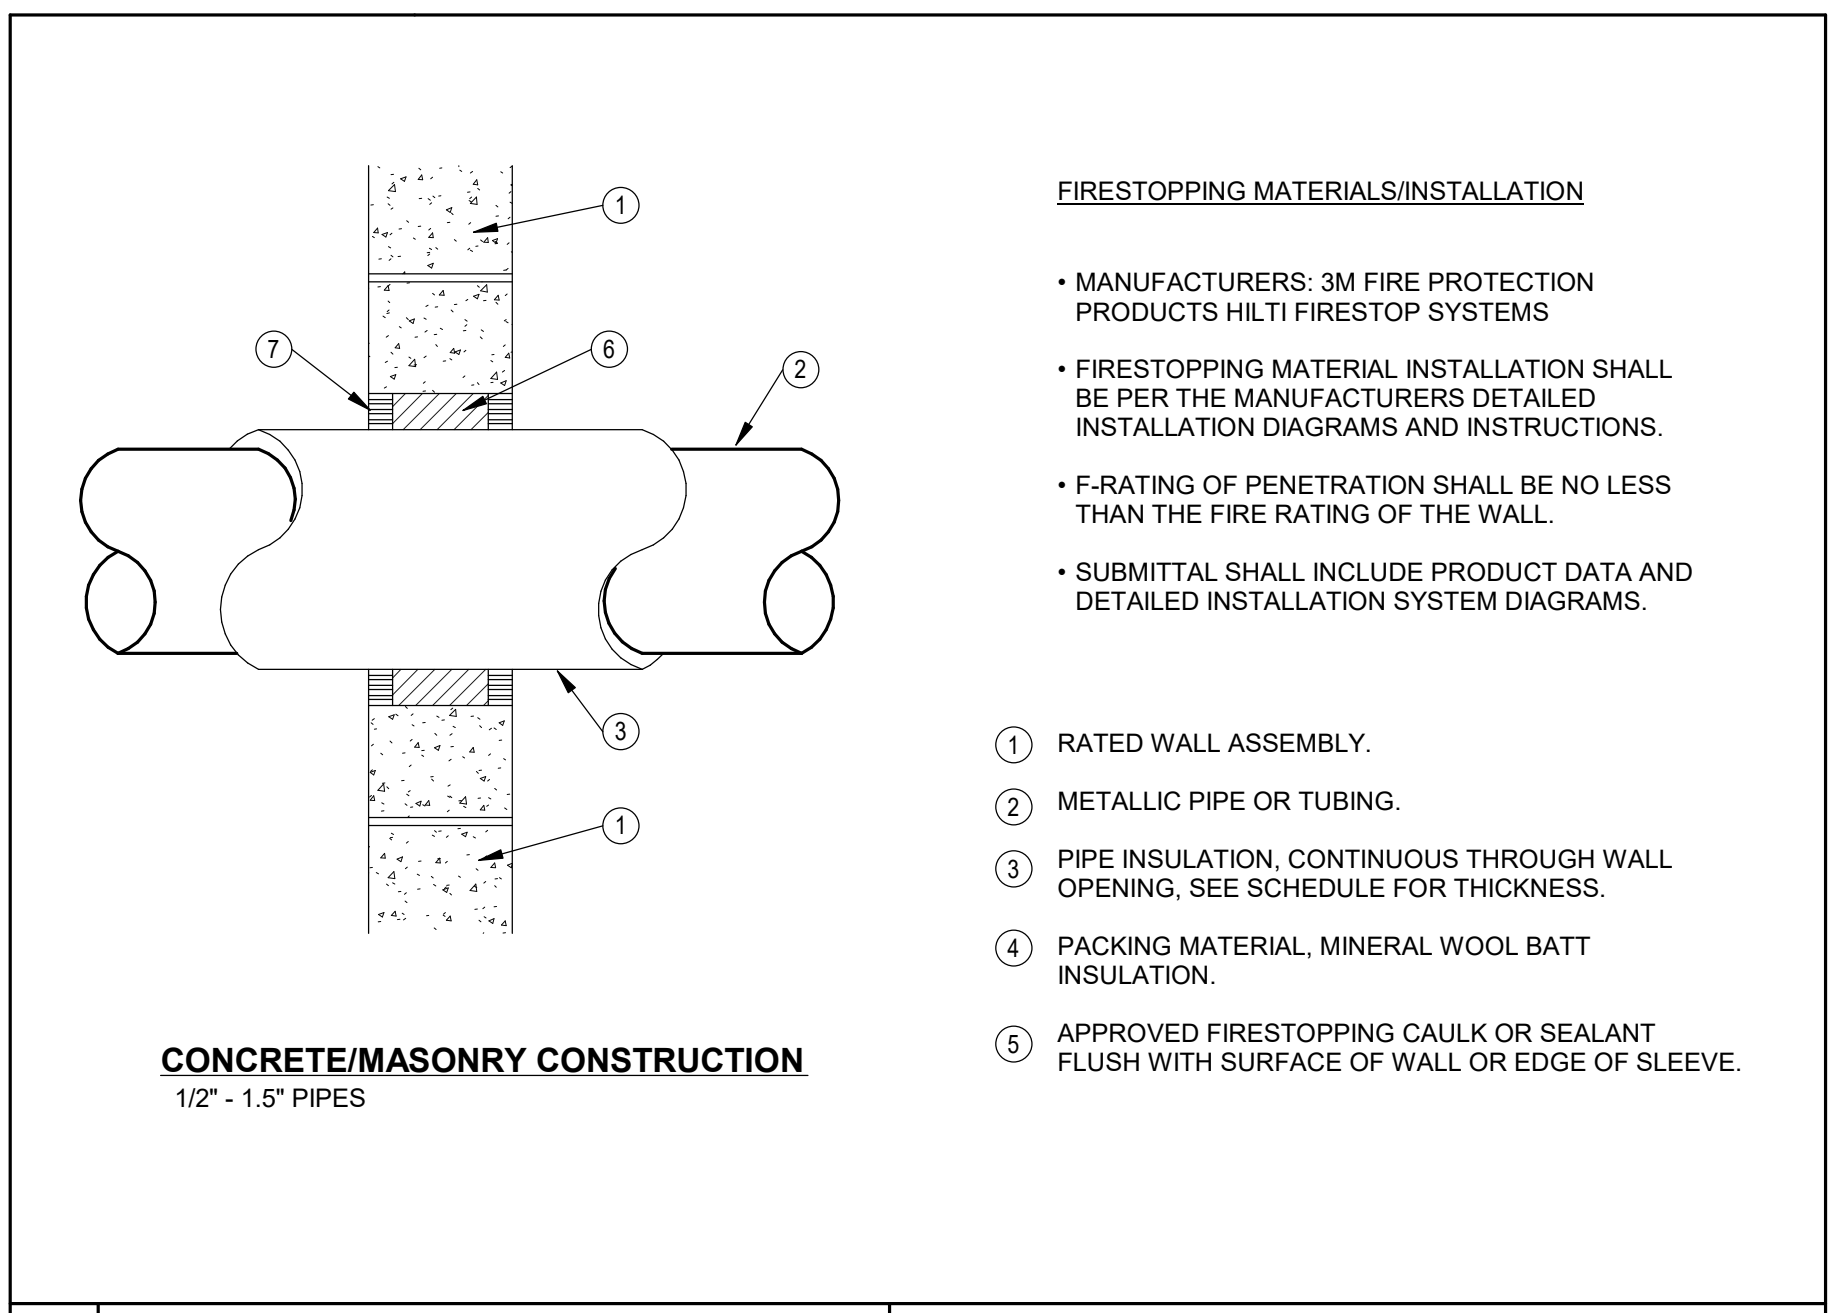 1
7
6
2
3
1
CONCRETE/MASONRY CONSTRUCTION
1/2" - 1.5" PIPES
FIRESTOPPING MATERIALS/INSTALLATION
• MANUFACTURERS: 3M FIRE PROTECTION
PRODUCTS HILTI FIRESTOP SYSTEMS
• FIRESTOPPING MATERIAL INSTALLATION SHALL
BE PER THE MANUFACTURERS DETAILED
INSTALLATION DIAGRAMS AND INSTRUCTIONS.
• F-RATING OF PENETRATION SHALL BE NO LESS
THAN THE FIRE RATING OF THE WALL.
• SUBMITTAL SHALL INCLUDE PRODUCT DATA AND
DETAILED INSTALLATION SYSTEM DIAGRAMS.
1 RATED WALL ASSEMBLY.
2 METALLIC PIPE OR TUBING.
3 PIPE INSULATION, CONTINUOUS THROUGH WALL
OPENING, SEE SCHEDULE FOR THICKNESS.
4 PACKING MATERIAL, MINERAL WOOL BATT
INSULATION.
5 APPROVED FIRESTOPPING CAULK OR SEALANT
FLUSH WITH SURFACE OF WALL OR EDGE OF SLEEVE.